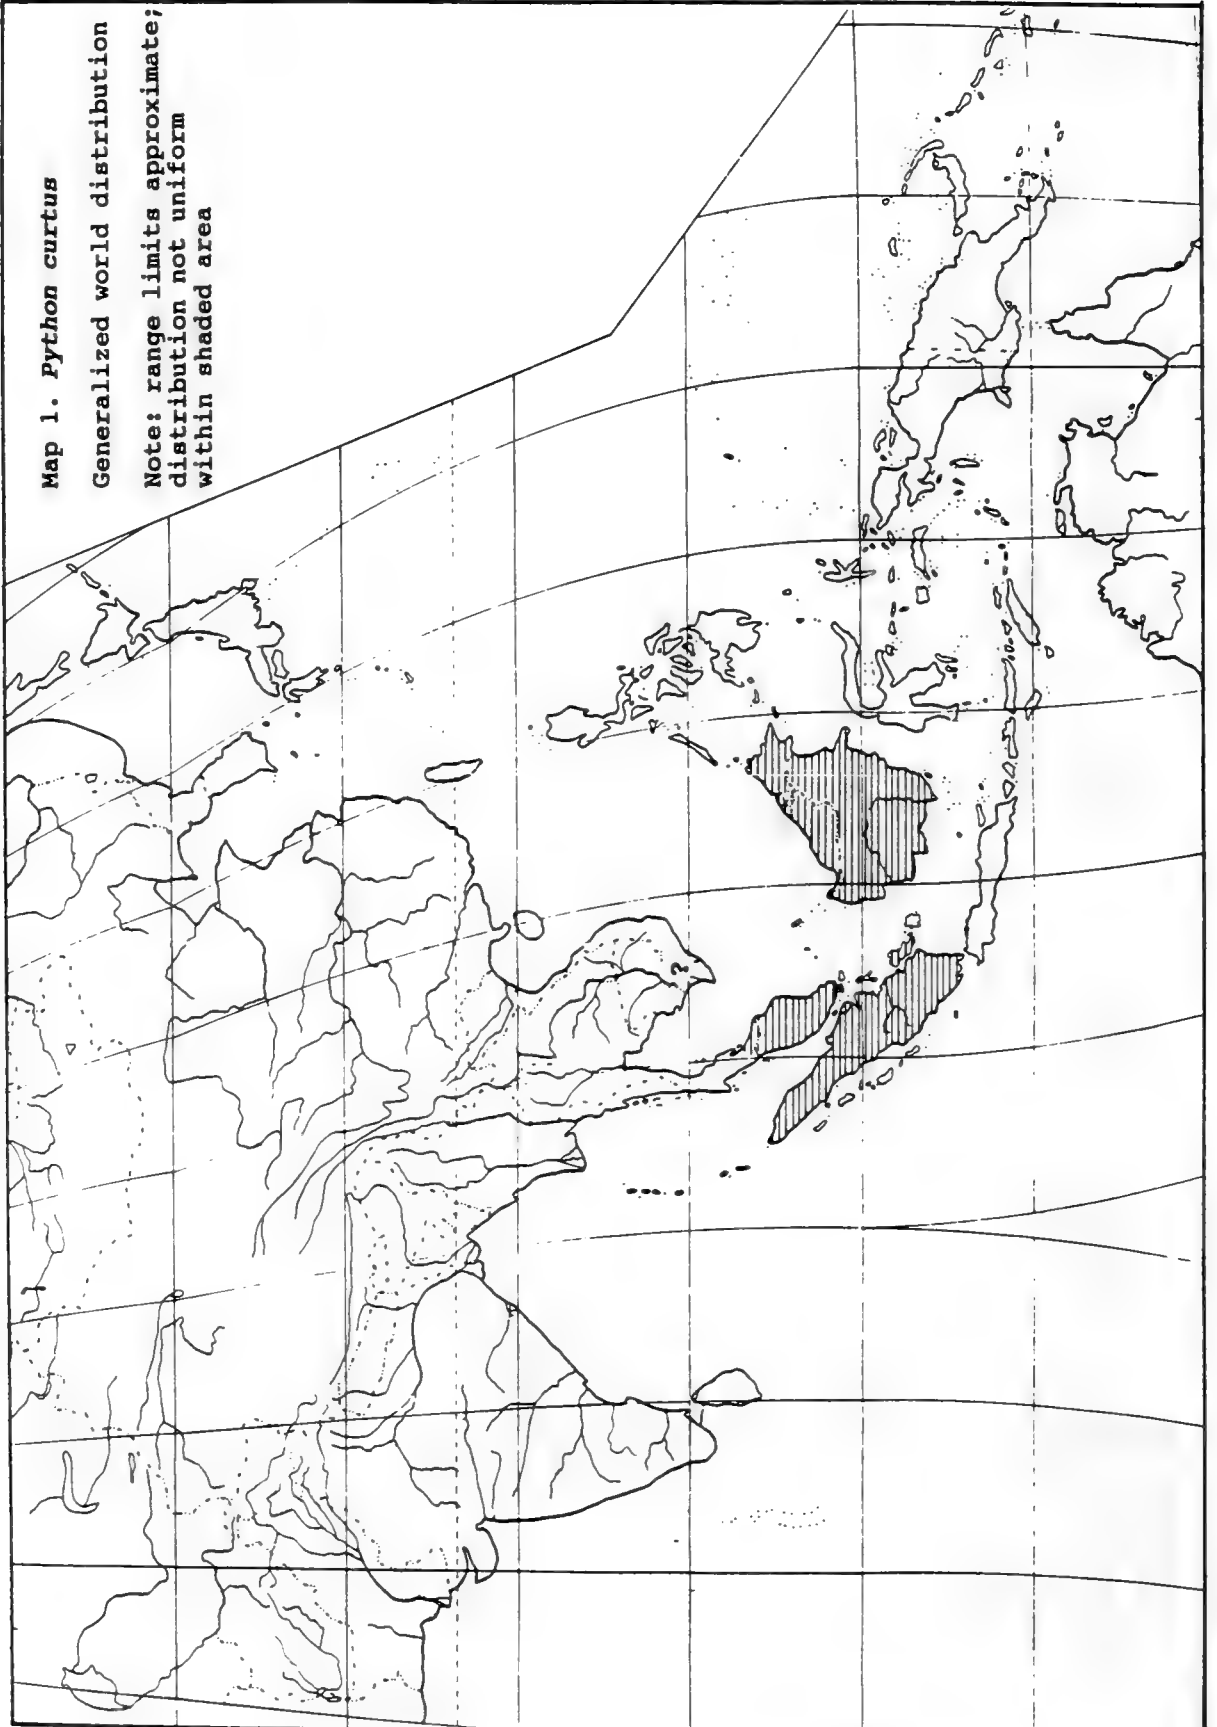 Map 1. Python curtus
Generalized world distribution
Note: range limits approximate;
distribution not uniform
within shaded area
?